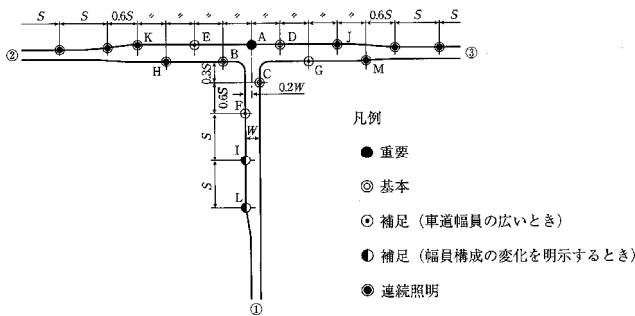 S S 0.6S 〃 〃 〃 〃 〃 〃 〃 0.6S S S
K E A D J
② ③
H B C G M
0.3S
0.6S 0.2W
F
W
S
I
S
L
①
凡例
重要
基本
補足（車道幅員の広いとき）
補足（幅員構成の変化を明示するとき）
連続照明